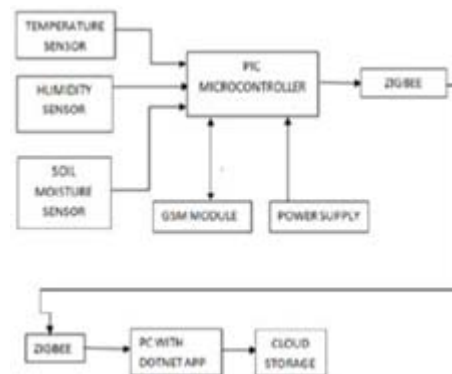 TEMPERATURE
SENSOR
HUMIDITY
SENSOR
SOIL
MOISTURE
SENSOR
PIC
MICROCONTROLLER
ZIGBEE
GSM MODULE
POWER SUPPLY
ZIGBEE
PC WITH
DOTNET APP
CLOUD
STORAGE